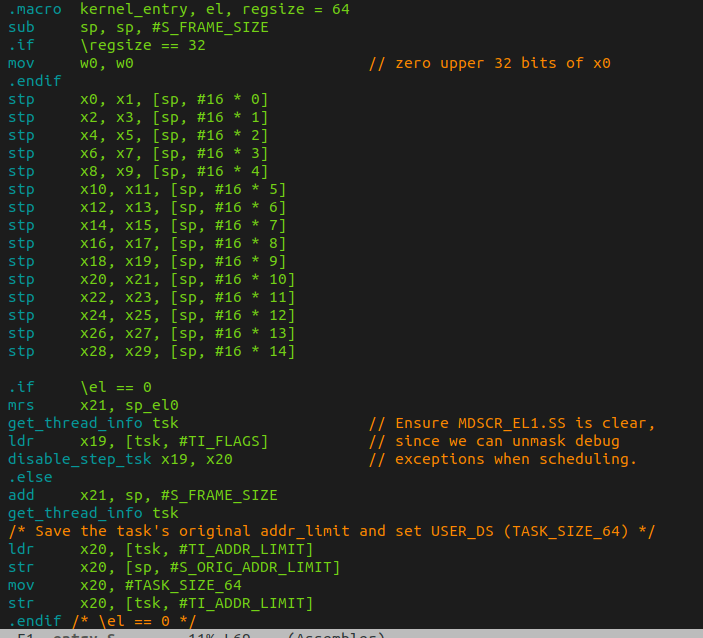 .macro kernel_entry, el, regsize = 64
sub sp, sp, #S_FRAME_SIZE
.if \regsize == 32
mov w0, w0 // zero upper 32 bits of x0
.endif
stp x0, x1, [sp, #16 * 0]
stp x2, x3, [sp, #16 * 1]
stp x4, x5, [sp, #16 * 2]
stp x6, x7, [sp, #16 * 3]
stp x8, x9, [sp, #16 * 4]
stp x10, x11, [sp, #16 * 5]
stp x12, x13, [sp, #16 * 6]
stp x14, x15, [sp, #16 * 7]
stp x16, x17, [sp, #16 * 8]
stp x18, x19, [sp, #16 * 9]
stp x20, x21, [sp, #16 * 10]
stp x22, x23, [sp, #16 * 11]
stp x24, x25, [sp, #16 * 12]
stp x26, x27, [sp, #16 * 13]
stp x28, x29, [sp, #16 * 14]
.if \el == 0
mrs x21, sp_el0
get_thread_info tsk // Ensure MDSCR_EL1.SS is clear,
ldr x19, [tsk, #TI_FLAGS] // since we can unmask debug
disable_step_tsk x19, x20 // exceptions when scheduling.
.else
add x21, sp, #S_FRAME_SIZE
get_thread_info tsk
/* Save the task's original addr_limit and set USER_DS (TASK_SIZE_64) */
ldr x20, [tsk, #TI_ADDR_LIMIT]
str x20, [sp, #S_ORIG_ADDR_LIMIT]
mov x20, #TASK_SIZE_64
str x20, [tsk, #TI_ADDR_LIMIT]
.endif /* \el == 0 */
entry.S 11% L69 (Assembler)